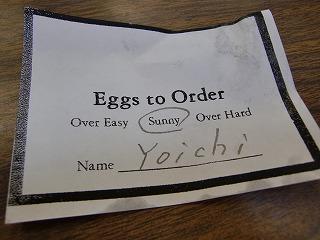 Eggs to Order
Over Easy Sunny Over Hard
Name Yoichi